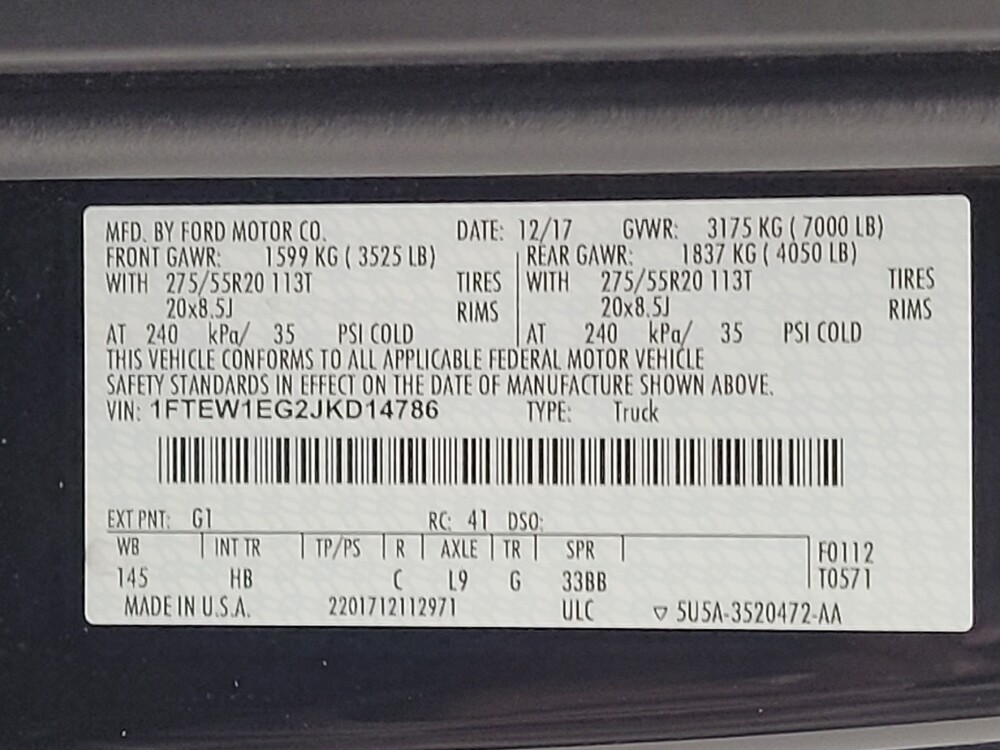 MFD. BY FORD MOTOR CO. DATE: 12/17 GVWR: 3175 KG ( 7000 LB)
FRONT GAWR: 1599 KG ( 3525 LB) REAR GAWR: 1837 KG ( 4050 LB)
WITH 275/55R20 113T TIRES WITH 275/55R20 113T TIRES
20x8.5J RIMS 20x8.5J RIMS
AT 240 kPa/ 35 PSI COLD AT 240 kPa/ 35 PSI COLD
THIS VEHICLE CONFORMS TO ALL APPLICABLE FEDERAL MOTOR VEHICLE
SAFETY STANDARDS IN EFFECT ON THE DATE OF MANUFACTURE SHOWN ABOVE.
VIN: 1FTEW1EG2JKD14786 TYPE: Truck
EXT PNT: G1 RC: 41 DSO:
WB INT TR TP/PS R AXLE TR SPR F0112
145 HB C L9 G 33BB T0571
MADE IN U.S.A. 2201712112971 ULC ▽ 5U5A-3520472-AA